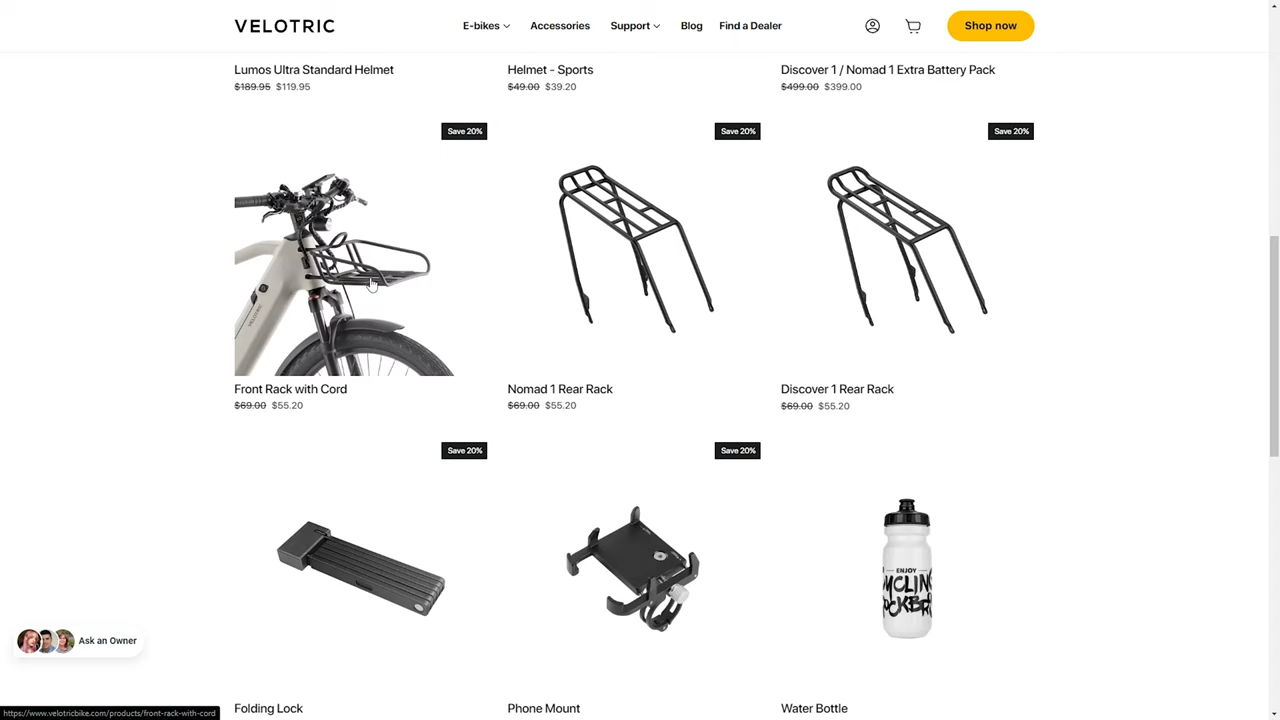 VELOTRIC
E-bikes
Accessories
Support
Blog
Find a Dealer
Shop now
Lumos Ultra Standard Helmet
$189.95 $119.95
Helmet - Sports
$49.00 $39.20
Discover 1 / Nomad 1 Extra Battery Pack
$499.00 $399.00
Save 20%
Save 20%
Save 20%
VELOTRIC
Front Rack with Cord
$69.00 $55.20
Nomad 1 Rear Rack
$69.00 $55.20
Discover 1 Rear Rack
$69.00 $55.20
Save 20%
Save 20%
ENJOY
Ask an Owner
Folding Lock
Phone Mount
Water Bottle
https://www.velotricbike.com/products/front-rack-with-cord